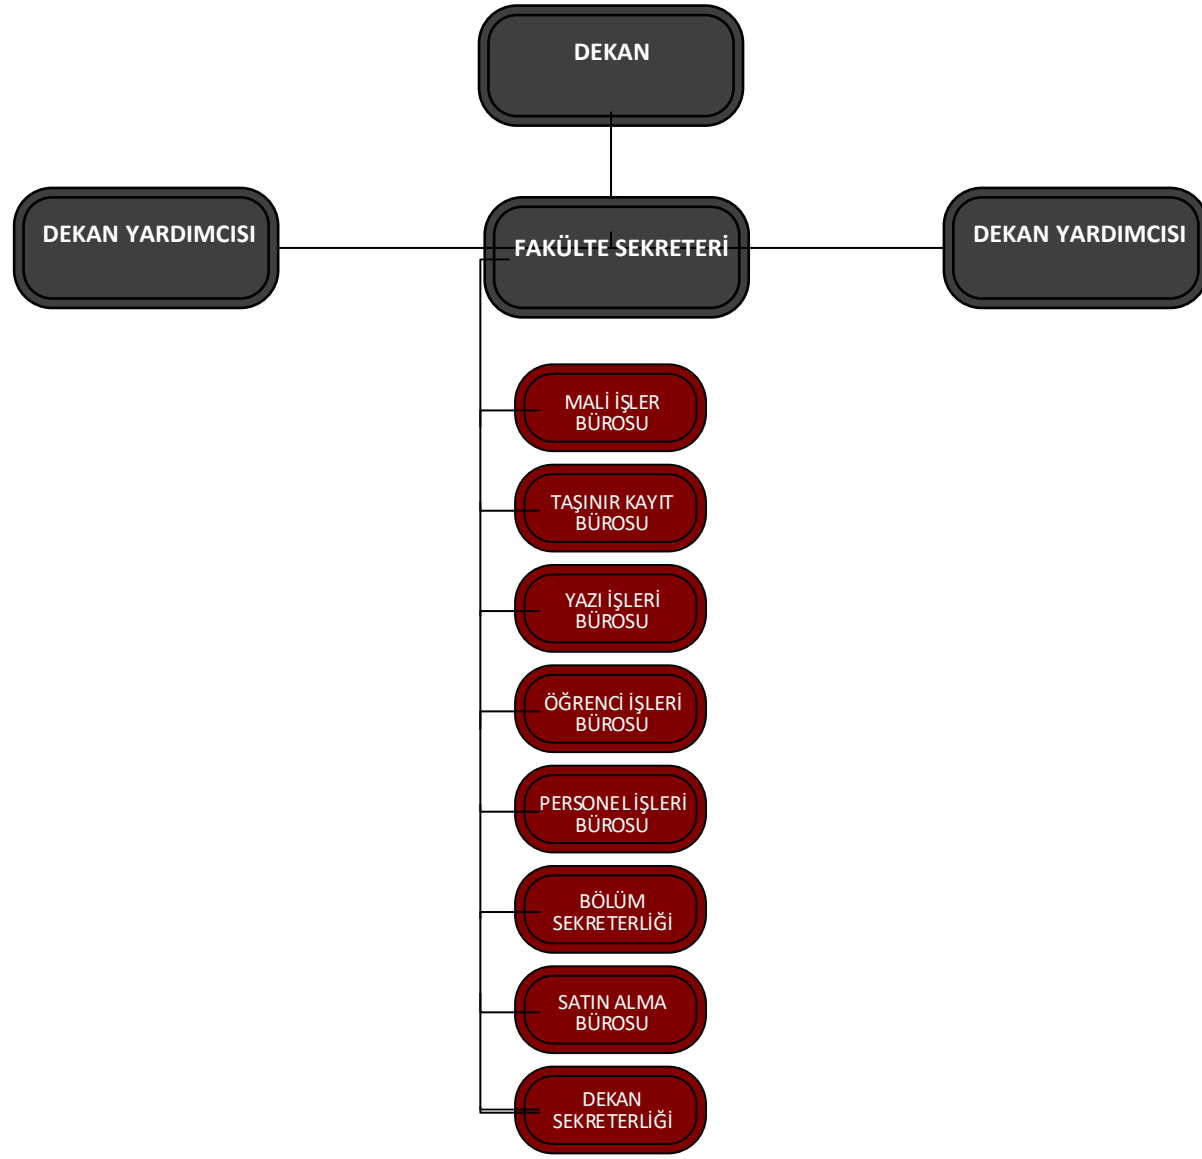 DEKAN
DEKAN YARDIMCISI
FAKÜLTE SEKRETERİ
DEKAN YARDIMCISI
MALİ İŞLER
BÜROSU
TAŞINIR KAYIT
BÜROSU
YAZI İŞLERİ
BÜROSU
ÖĞRENCİ İŞLERİ
BÜROSU
PERSONEL İŞLERİ
BÜROSU
BÖLÜM
SEKRETERLİĞİ
SATIN ALMA
BÜROSU
DEKAN
SEKRETERLİĞİ